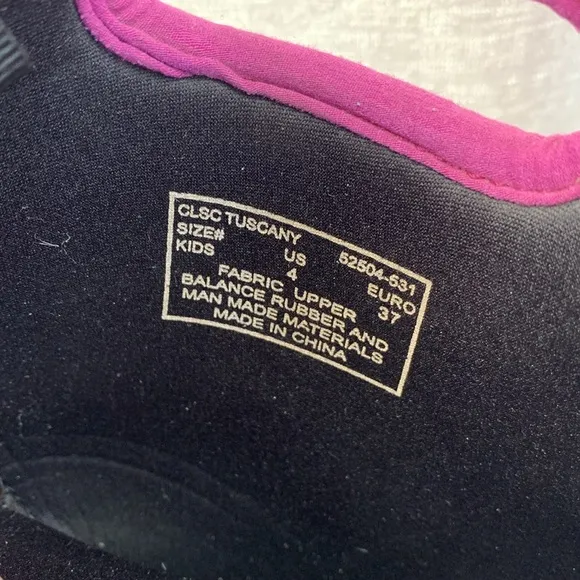 CLSC TUSCANY
SIZE# US 52504-531
KIDS 4 EURO
FABRIC UPPER 37
BALANCE RUBBER AND
MAN MADE MATERIALS
MADE IN CHINA